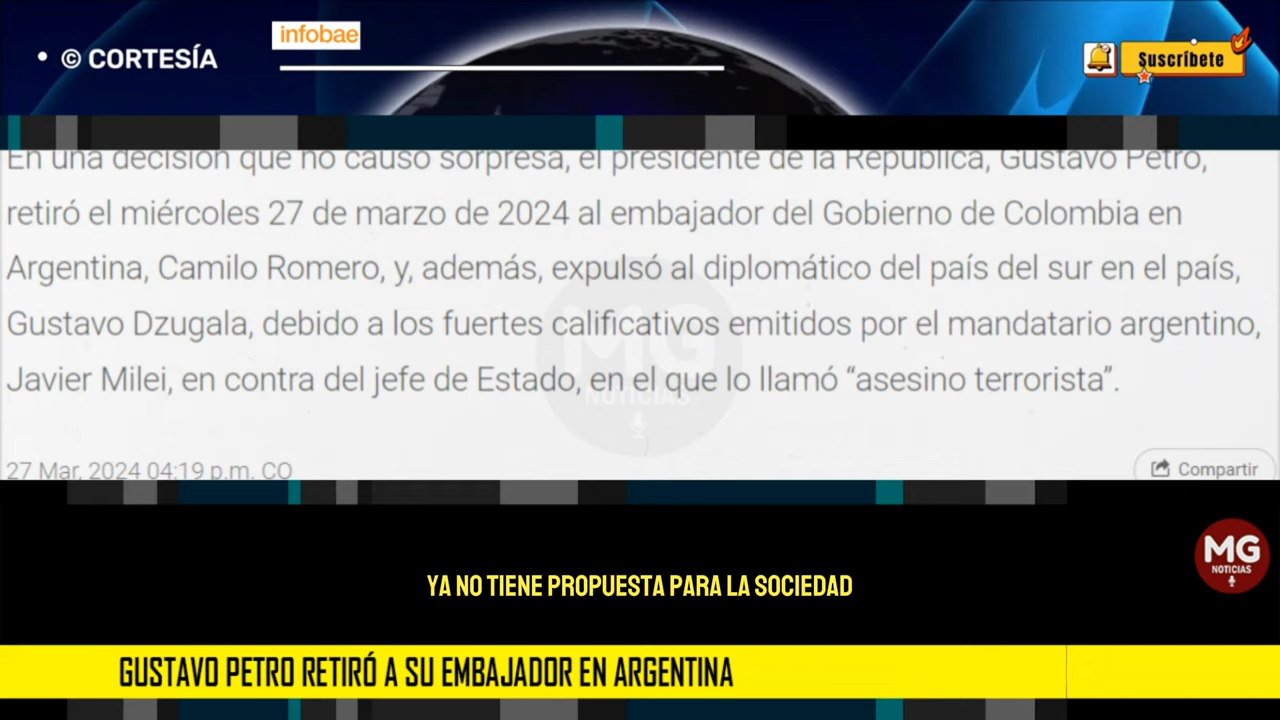 infobae
• © CORTESÍA
Suscríbete
En una decisión que no causó sorpresa, el presidente de la República, Gustavo Petro,
retiró el miércoles 27 de marzo de 2024 al embajador del Gobierno de Colombia en
Argentina, Camilo Romero, y, además, expulsó al diplomático del país del sur en el país,
Gustavo Dzugala, debido a los fuertes calificativos emitidos por el mandatario argentino,
Javier Milei, en contra del jefe de Estado, en el que lo llamó “asesino terrorista”.
MG
NOTICIAS
27 Mar, 2024 04:19 p.m. CO
Compartir
MG
NOTICIAS
YA NO TIENE PROPUESTA PARA LA SOCIEDAD
GUSTAVO PETRO RETIRÓ A SU EMBAJADOR EN ARGENTINA